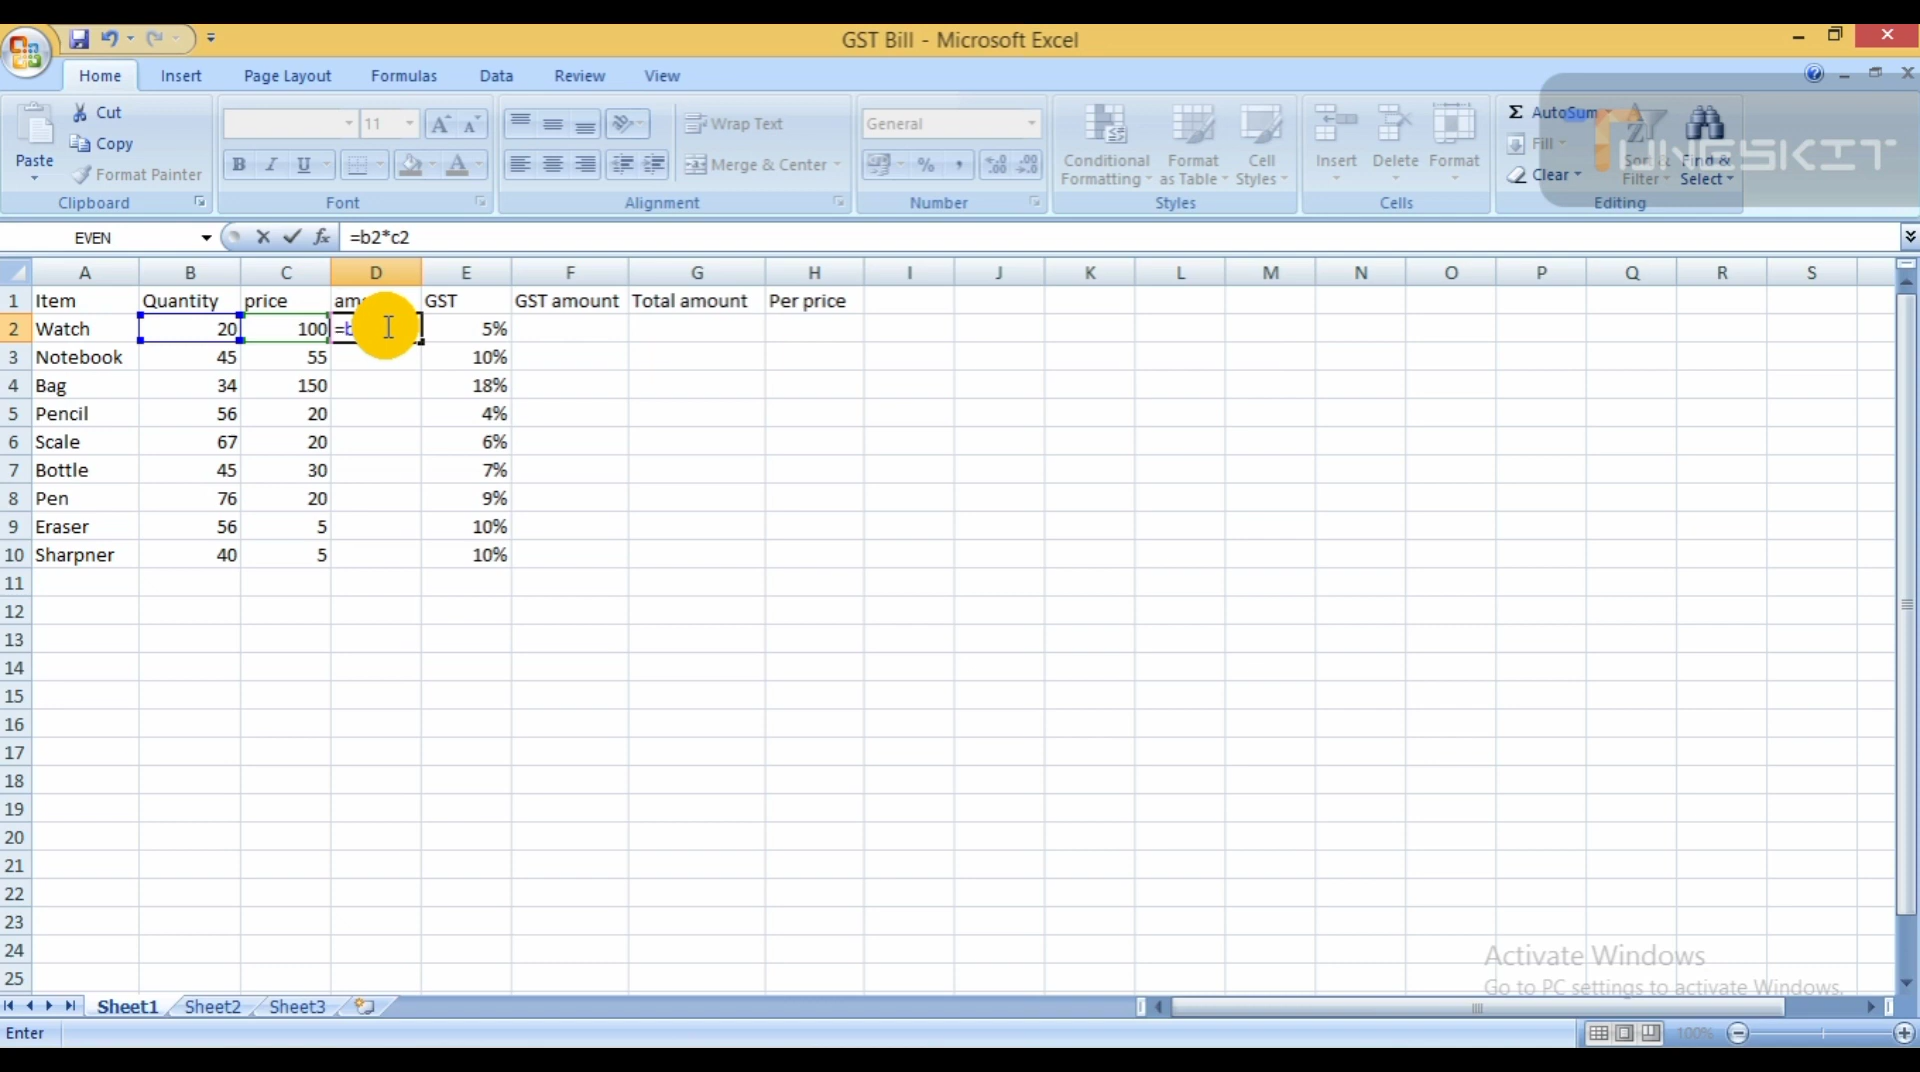 GST Bill - Microsoft Excel
Home Insert Page Layout Formulas Data Review View
Paste Cut Copy Format Painter
Clipboard
11
B I U
Font
Wrap Text
Merge & Center
Alignment
General
%
Number
Conditional Formatting
Format as Table
Cell Styles
Styles
Insert Delete Format
Cells
Σ AutoSum
Fill
Clear
Sort & Filter
Find & Select
Editing
EVEN fx =b2*c2
A B C D E F G H I J K L M N O P Q R S
1 Item Quantity price GST GST amount Total amount Per price
2 Watch 20 100 5%
3 Notebook 45 55 10%
4 Bag 34 150 18%
5 Pencil 56 20 4%
6 Scale 67 20 6%
7 Bottle 45 30 7%
8 Pen 76 20 9%
9 Eraser 56 5 10%
10 Sharpner 40 5 10%
11
12
13
14
15
16
17
18
19
20
21
22
23
24
25
Activate Windows
Go to PC settings to activate Windows.
Sheet1 Sheet2 Sheet3
Enter 100%